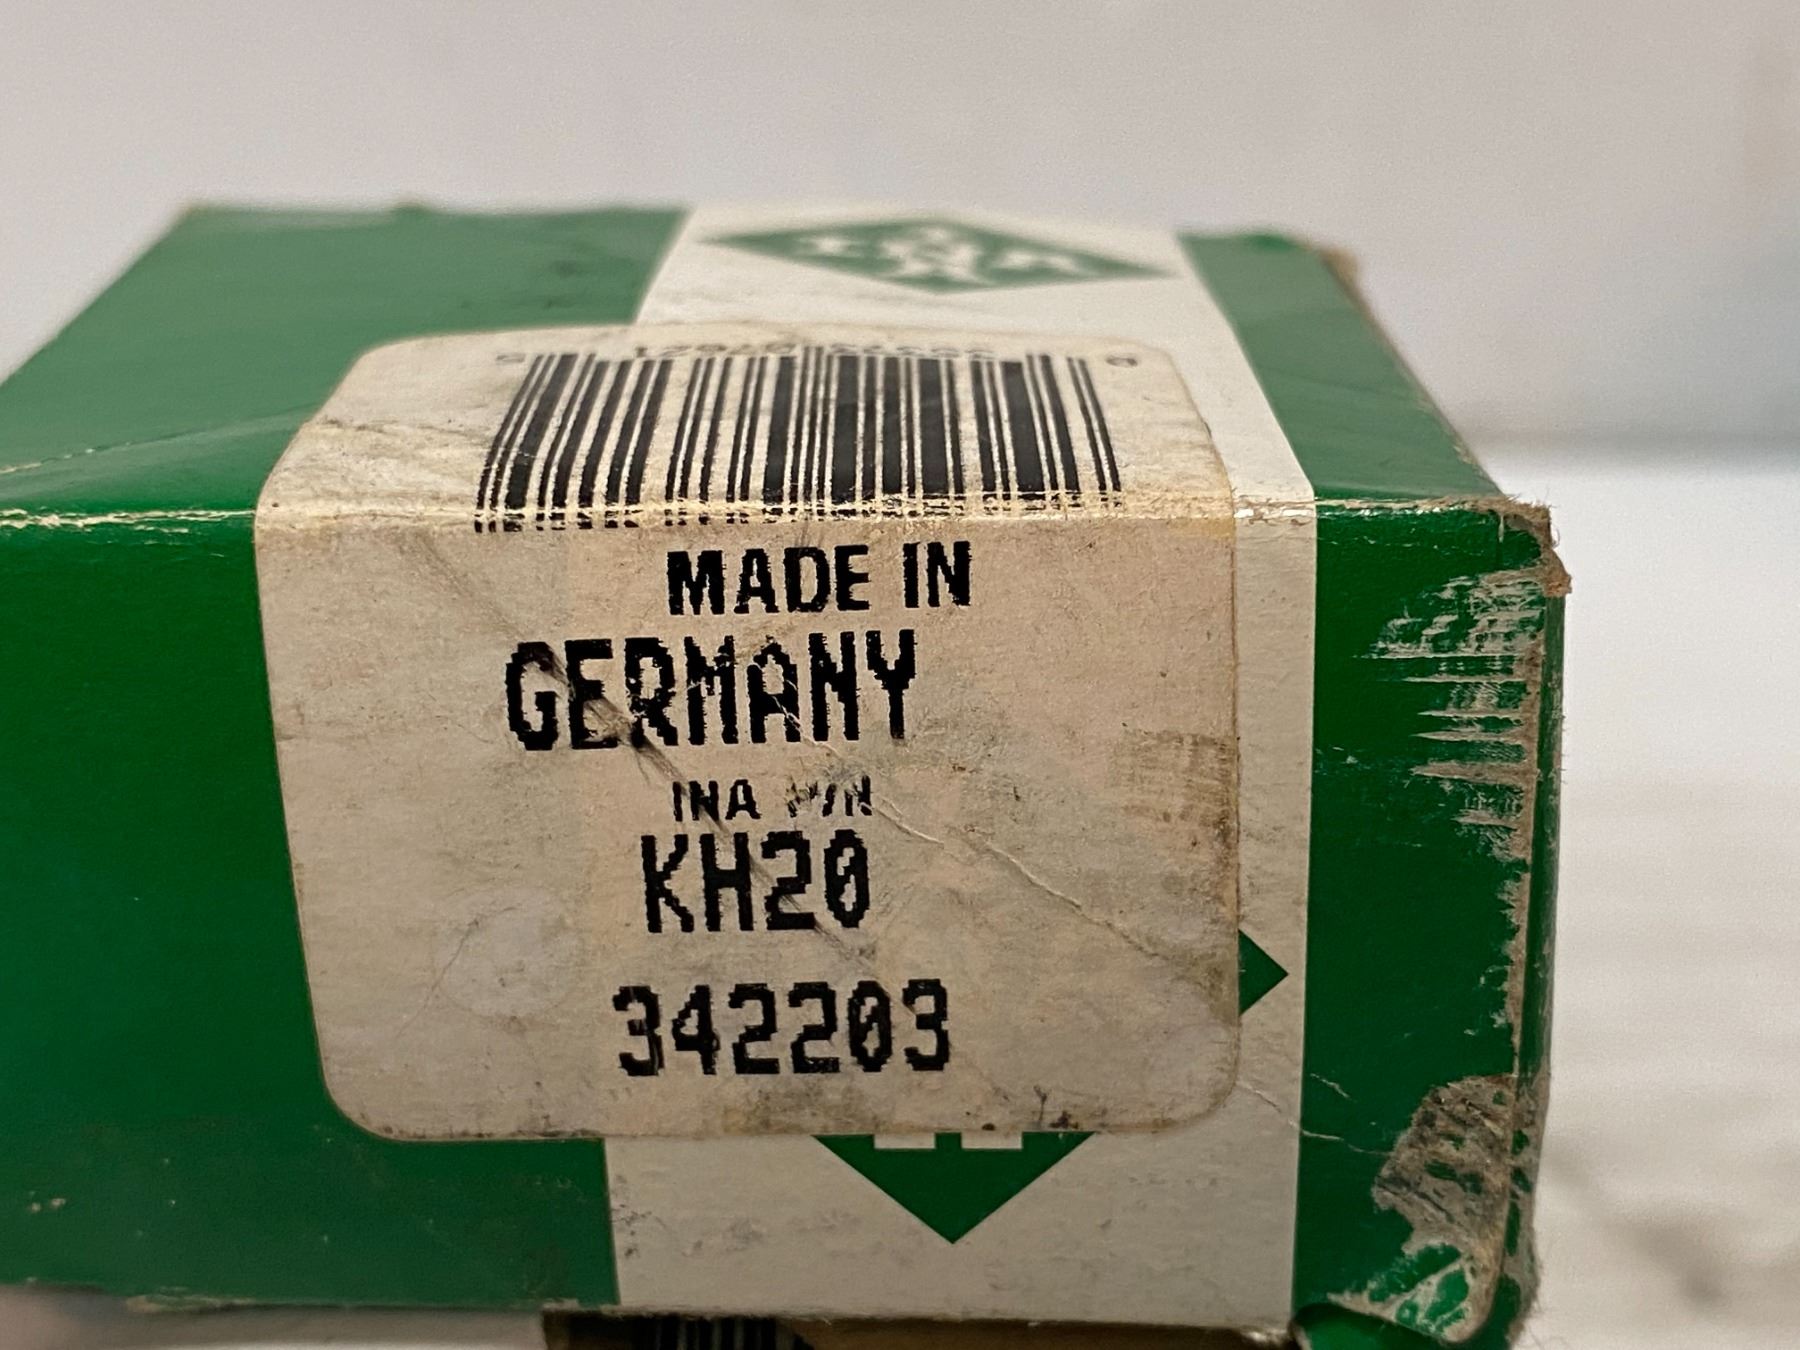 MADE IN
GERMANY
INA P/N
KH20
342203